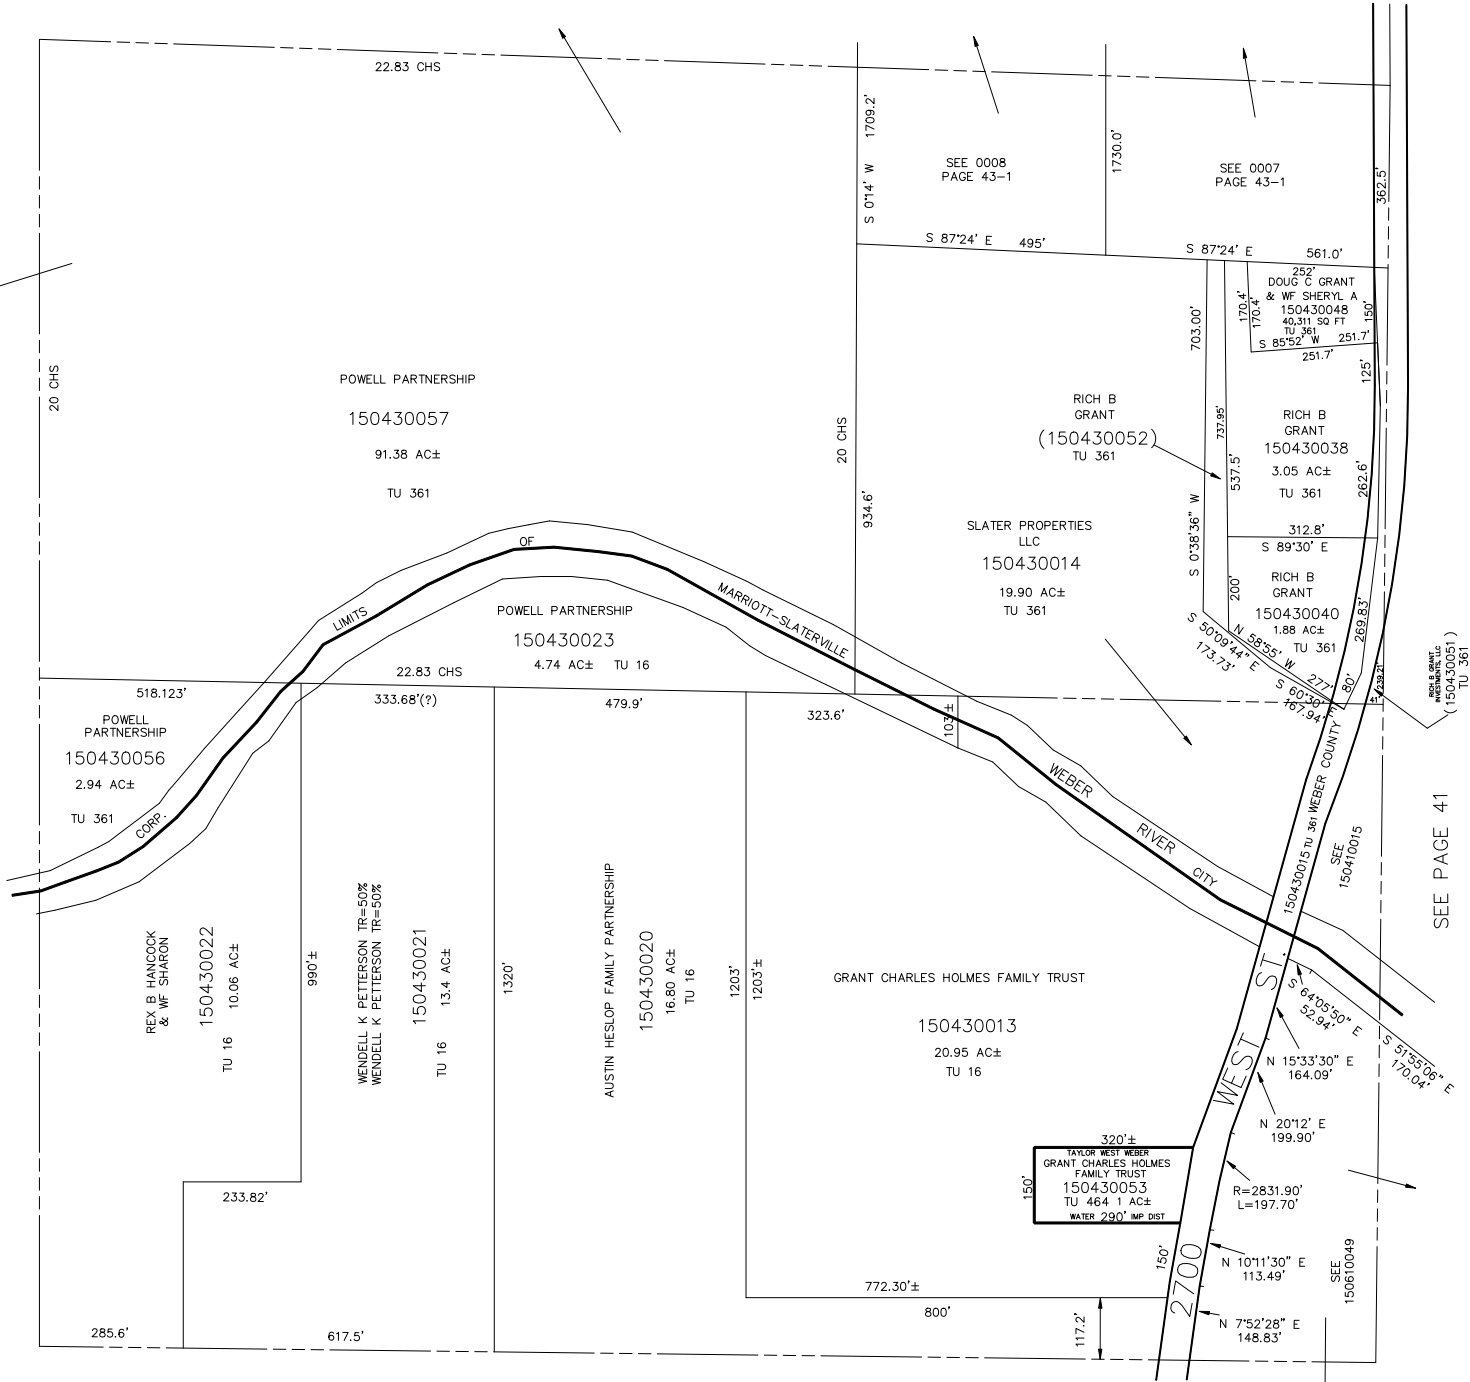 22.83 CHS
S 0°14' W 1709.2'
SEE 0008
PAGE 43-1
1730.0'
SEE 0007
PAGE 43-1
362.5'
S 87°24' E 495'
S 87°24' E 561.0'
252'
DOUG C GRANT
& WF SHERYL A
150430048
40,311 SQ FT
TU 361
S 85°52' W 251.7'
251.7'
170.4'
170.4'
150'
125'
703.00'
20 CHS
POWELL PARTNERSHIP
150430057
91.38 AC±
TU 361
20 CHS
934.6'
RICH B
GRANT
(150430052)
TU 361
737.95'
537.5'
RICH B
GRANT
150430038
3.05 AC±
TU 361
262.6'
312.8'
S 89°30' E
SLATER PROPERTIES
LLC
150430014
19.90 AC±
TU 361
S 0°38'36" W
200'
RICH B
GRANT
150430040
1.88 AC±
TU 361
269.83'
N 58°55' W
277'
80'
S 50°09'44" E
173.73'
S 60°30' E
167.94'
239.21'
RICH B GRANT
INVESTMENTS, LLC
(150430051)
TU 361
LIMITS
OF
MARRIOTT-SLATERVILLE
POWELL PARTNERSHIP
150430023
4.74 AC± TU 16
22.83 CHS
518.123'
333.68'(?)
479.9'
323.6'
103'±
POWELL
PARTNERSHIP
150430056
2.94 AC±
TU 361
CORP.
WEBER
RIVER
CITY
150430015 TU 361 WEBER COUNTY
SEE
150410015
SEE PAGE 41
REX B HANCOCK
& WF SHARON
150430022
TU 16 10.06 AC±
990'±
WENDELL K PETTERSON TR=50%
WENDELL K PETTERSON TR=50%
150430021
TU 16 13.4 AC±
1320'
AUSTIN HESLOP FAMILY PARTNERSHIP
150430020
16.80 AC±
TU 16
1203'
1203'±
GRANT CHARLES HOLMES FAMILY TRUST
150430013
20.95 AC±
TU 16
2700 WEST ST.
S 64°05'50" E
52.94'
S 51°55'06" E
170.04'
N 15°33'30" E
164.09'
N 20°12' E
199.90'
320'±
TAYLOR WEST WEBER
GRANT CHARLES HOLMES
FAMILY TRUST
150430053
TU 464 1 AC±
WATER 290' IMP DIST
150'
R=2831.90'
L=197.70'
233.82'
150'
N 10°11'30" E
113.49'
SEE
150610049
772.30'±
800'
117.2'
N 7°52'28" E
148.83'
285.6'
617.5'